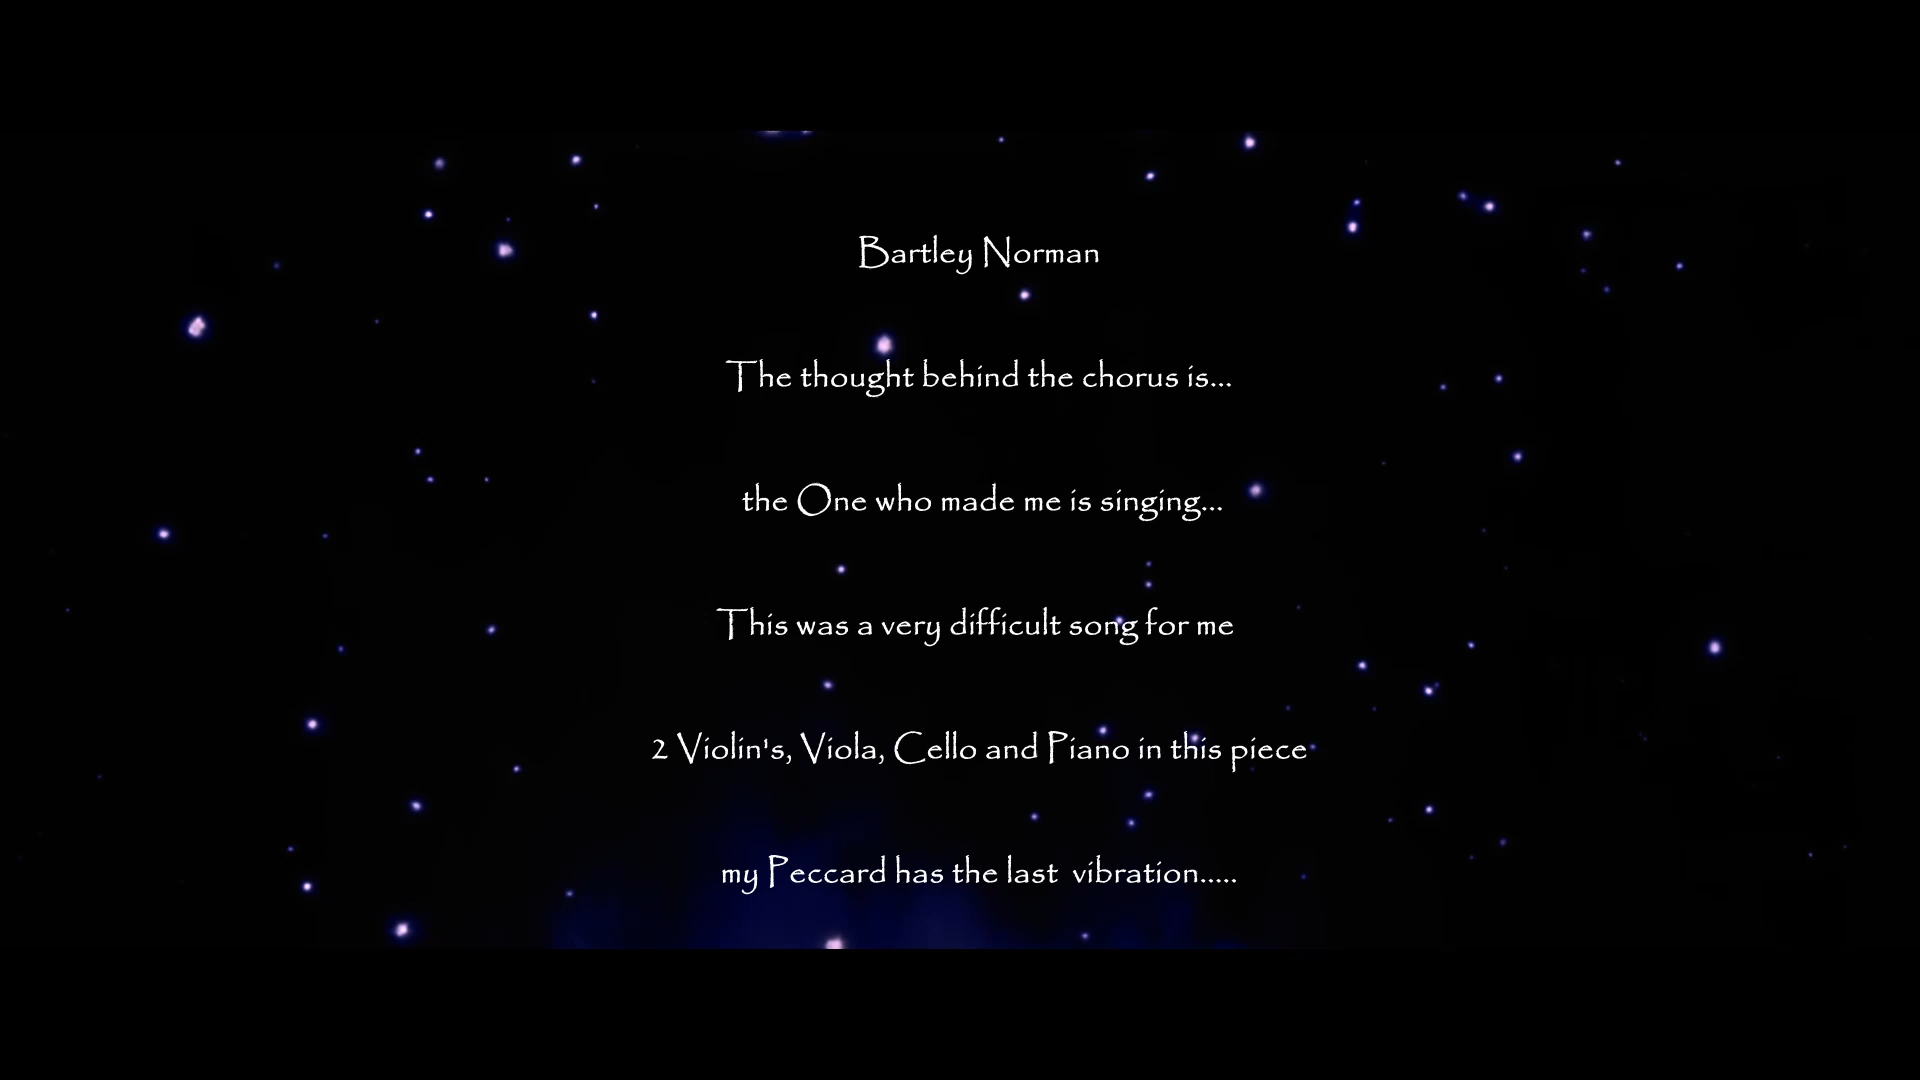 Bartley Norman
The thought behind the chorus is...
the One who made me is singing...
This was a very difficult song for me
2 Violin's, Viola, Cello and Piano in this piece
my Peccard has the last  vibration.....